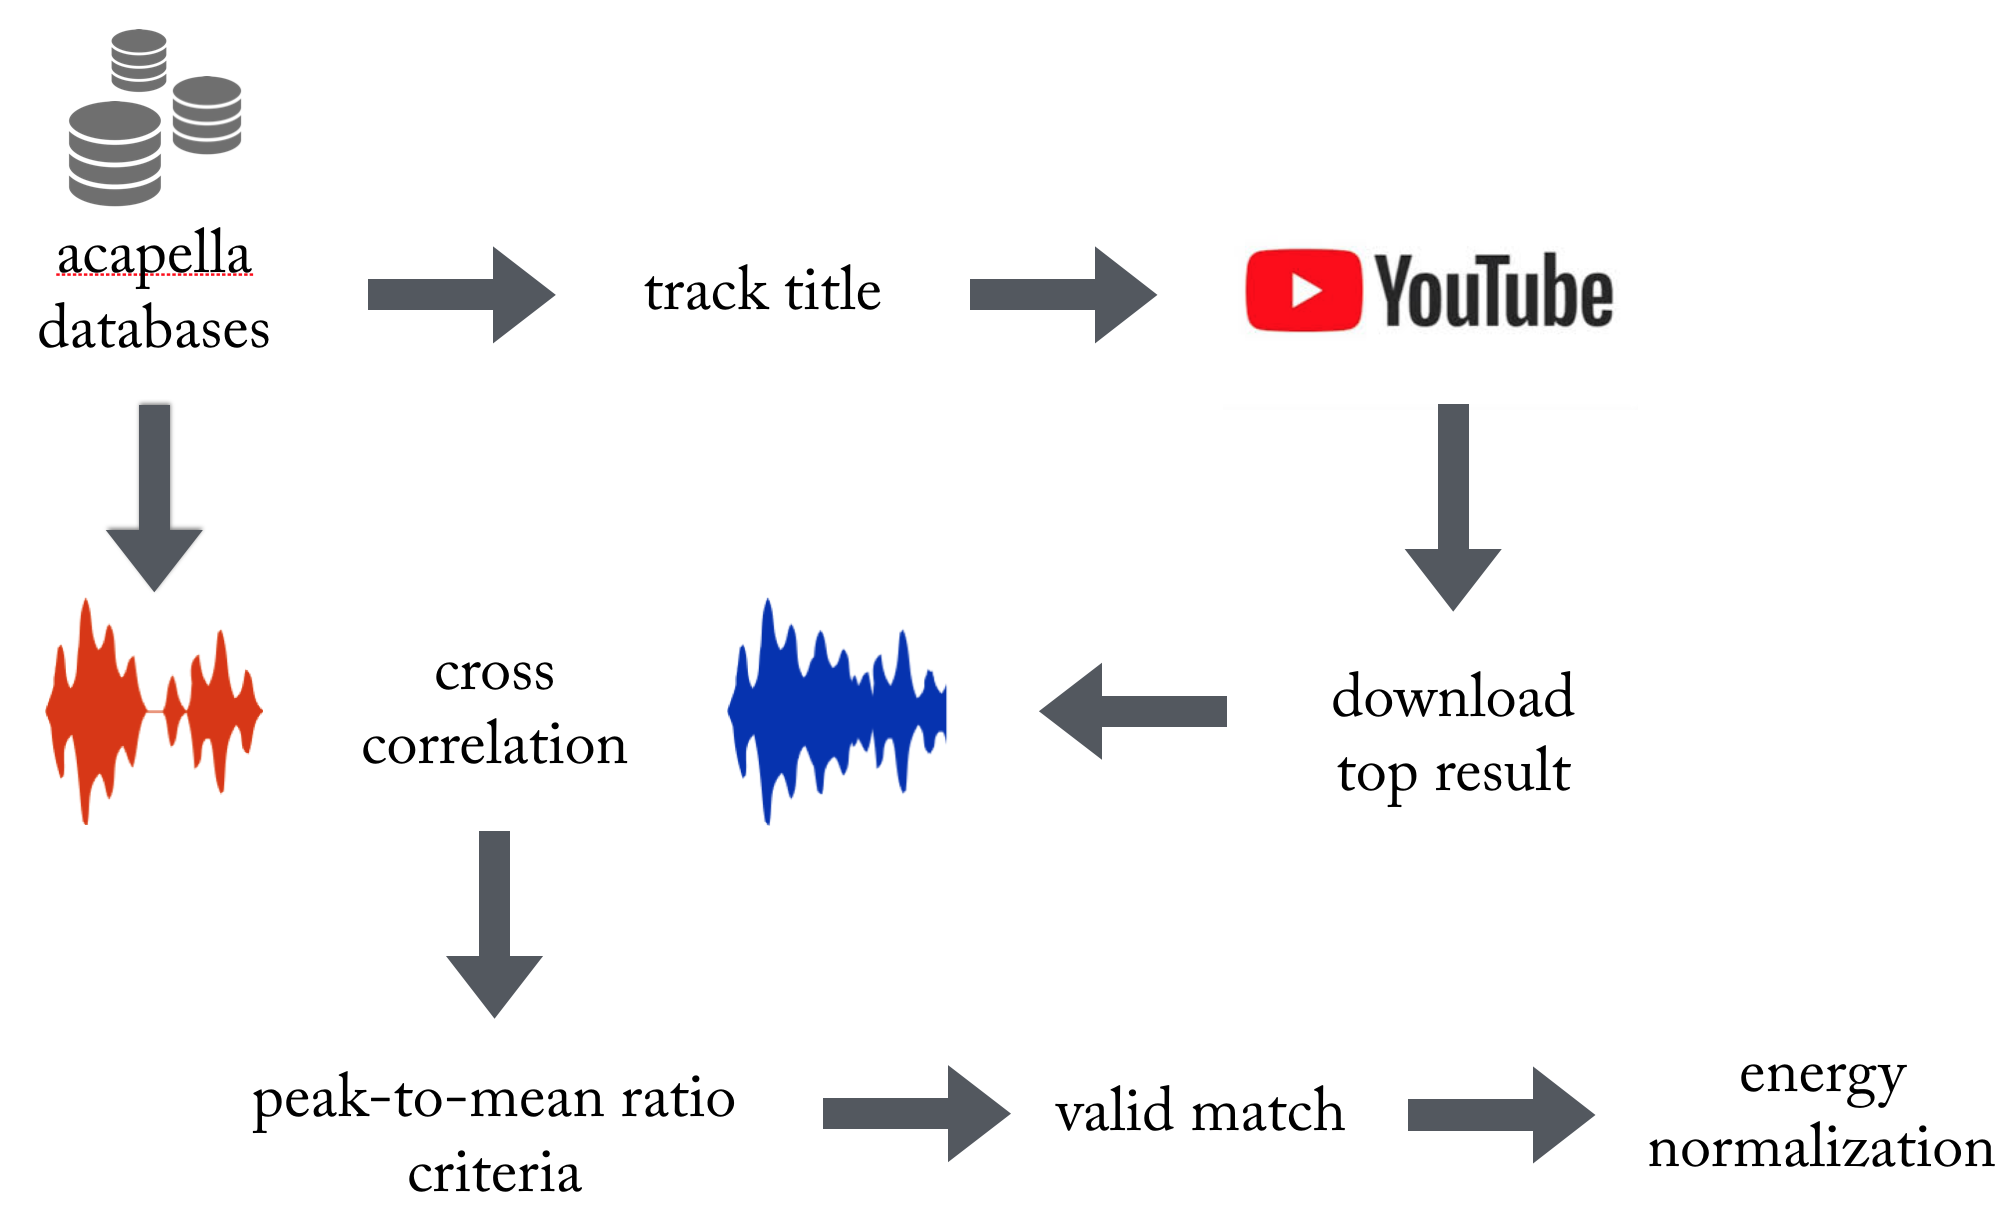 acapella
databases
track title
YouTube
cross
correlation
download
top result
peak-to-mean ratio
criteria
valid match
energy
normalization